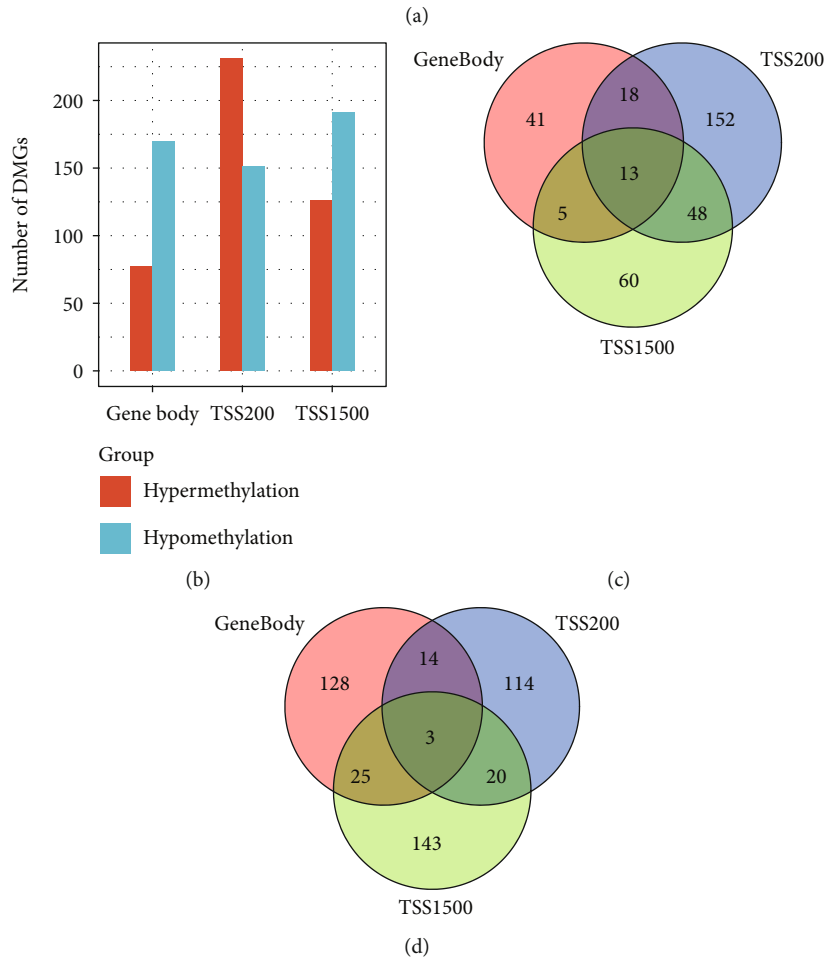 (a)
Number of DMGs
200
150
100
50
0
Gene body TSS200 TSS1500
Group
Hypermethylation
Hypomethylation
(b)
GeneBody
TSS200
18
41
152
13
5
48
60
TSS1500
(c)
GeneBody
TSS200
14
128
114
3
25
20
143
TSS1500
(d)